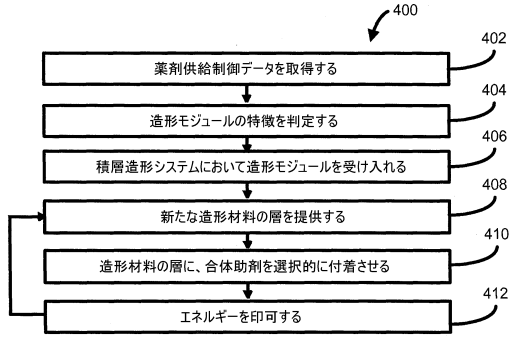 400
薬剤供給制御データを取得する
402
造形モジュールの特徴を判定する
404
積層造形システムにおいて造形モジュールを受け入れる
406
新たな造形材料の層を提供する
408
造形材料の層に、合体助剤を選択的に付着させる
410
エネルギーを印可する
412